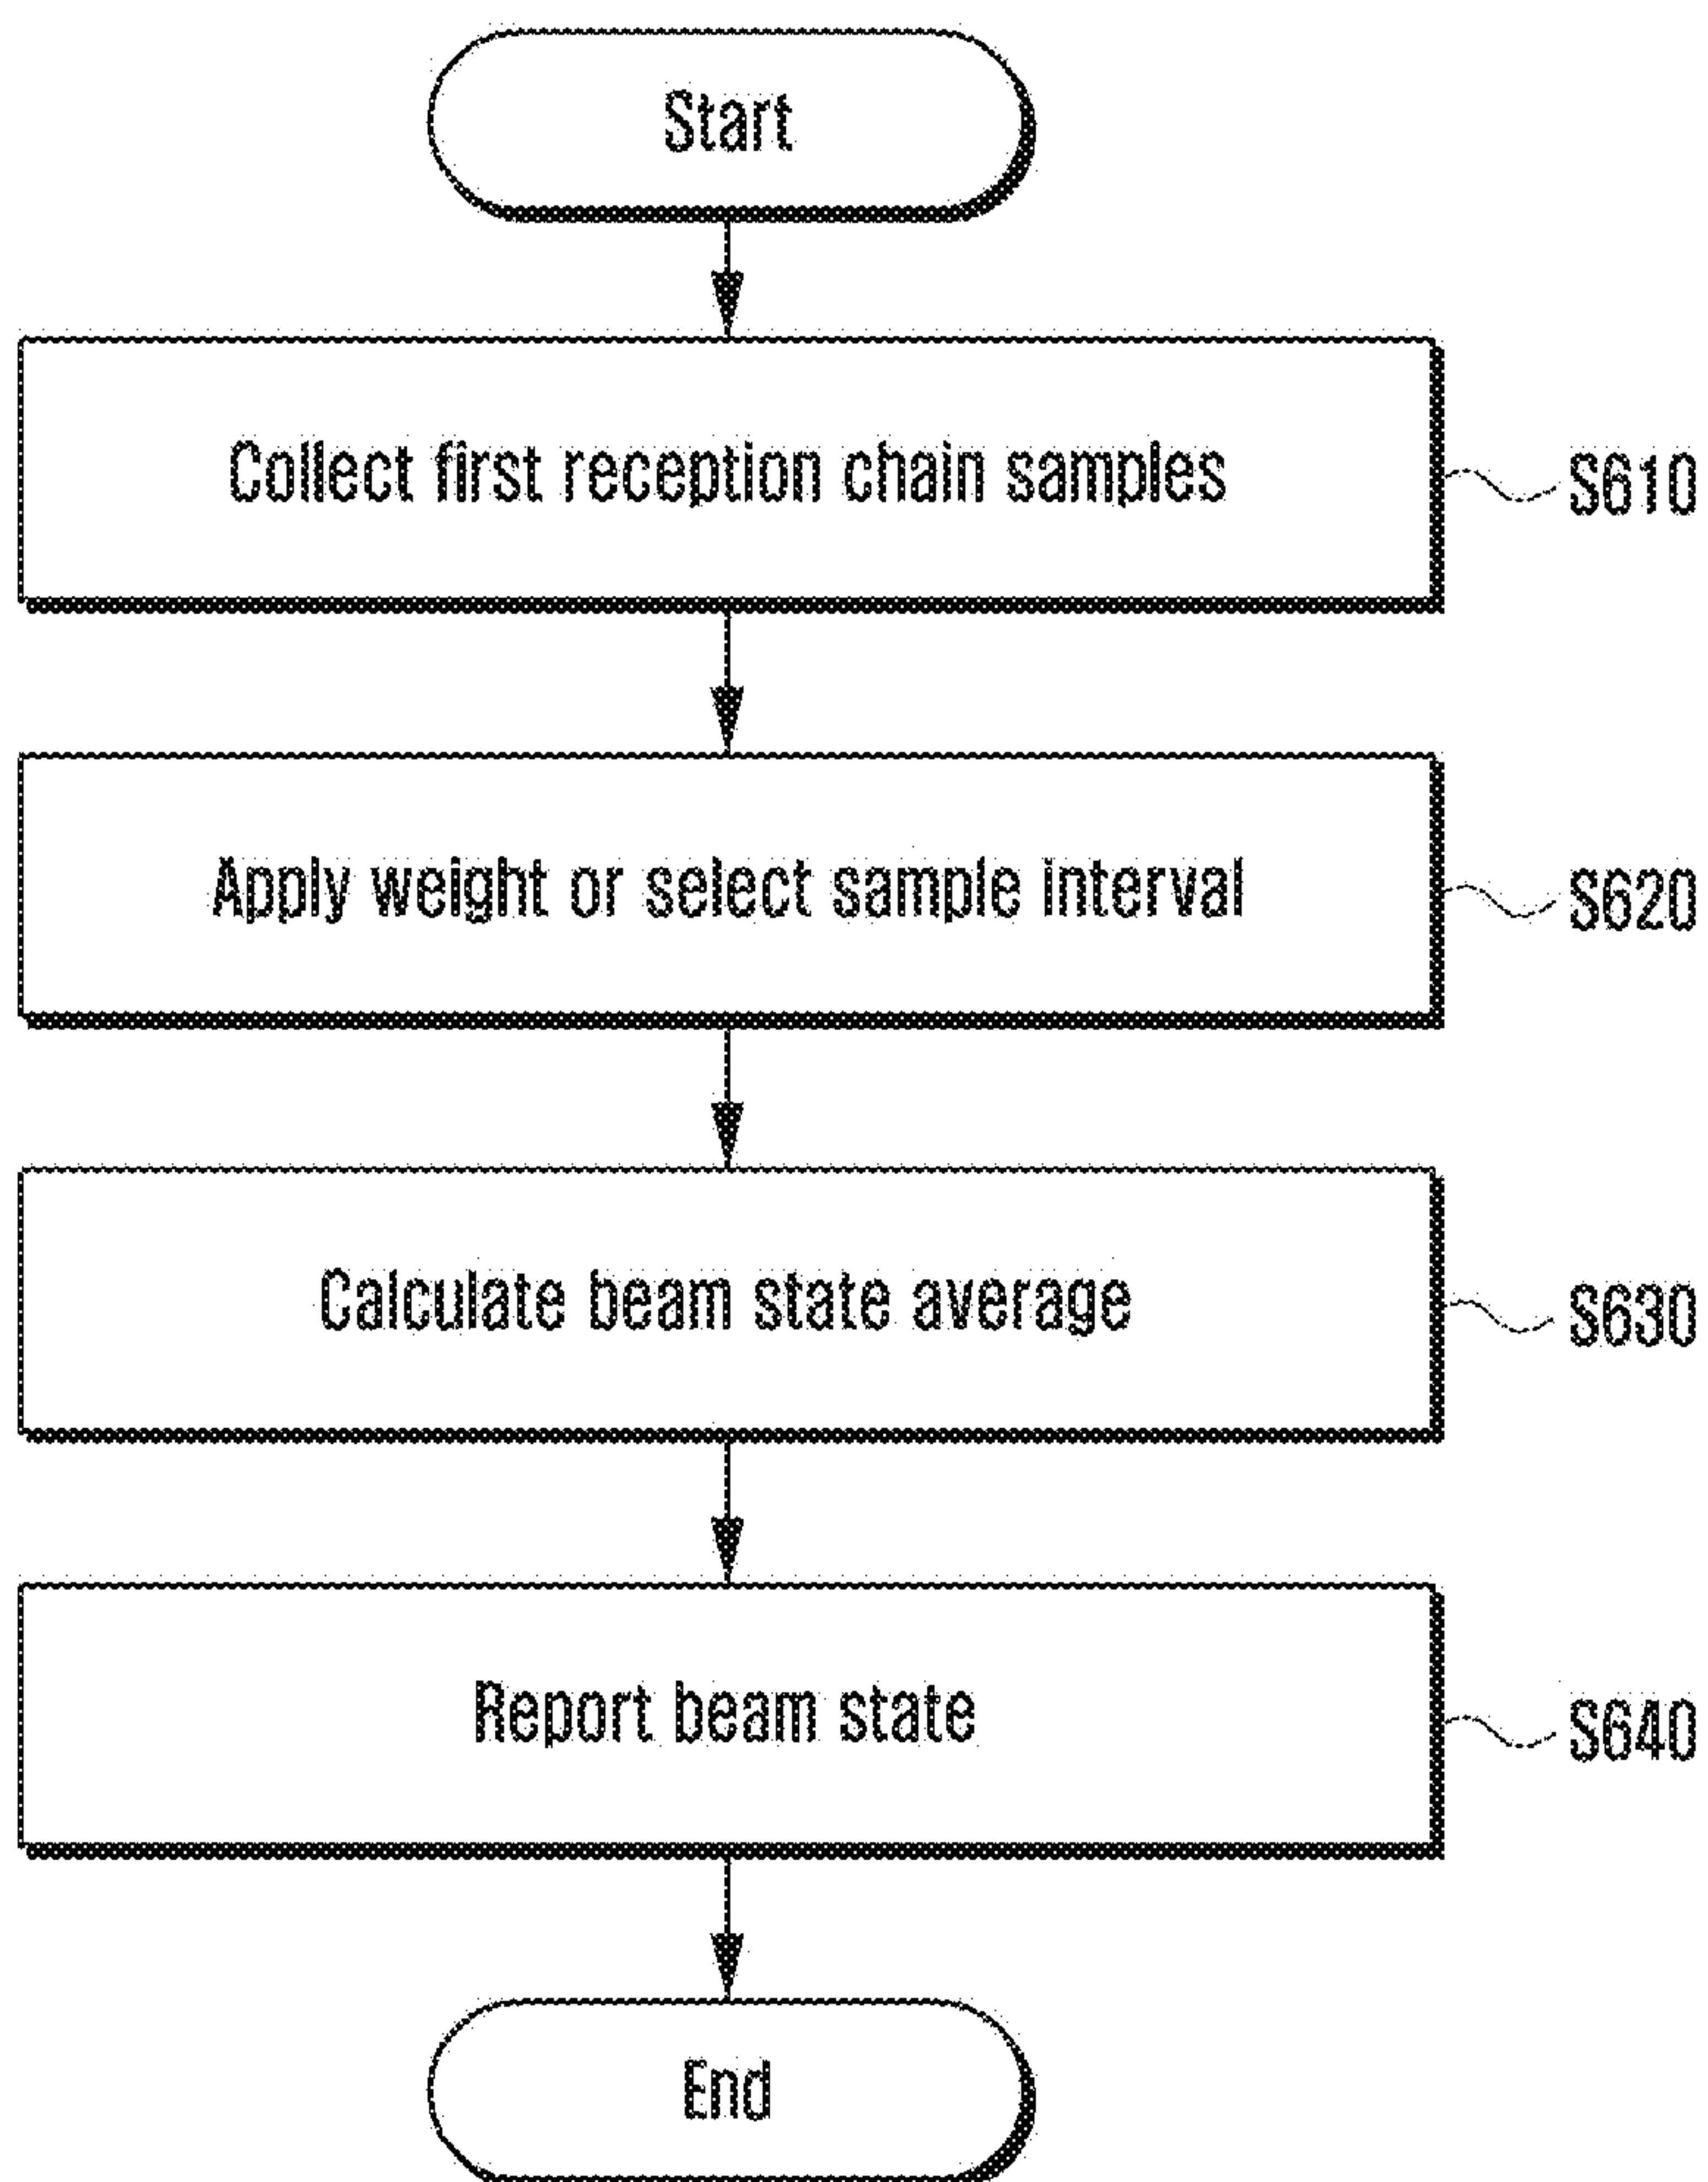 Start
Collect first reception chain samples
S610
Apply weight or select sample interval
S620
Calculate beam state average
S630
Report beam state
S640
End